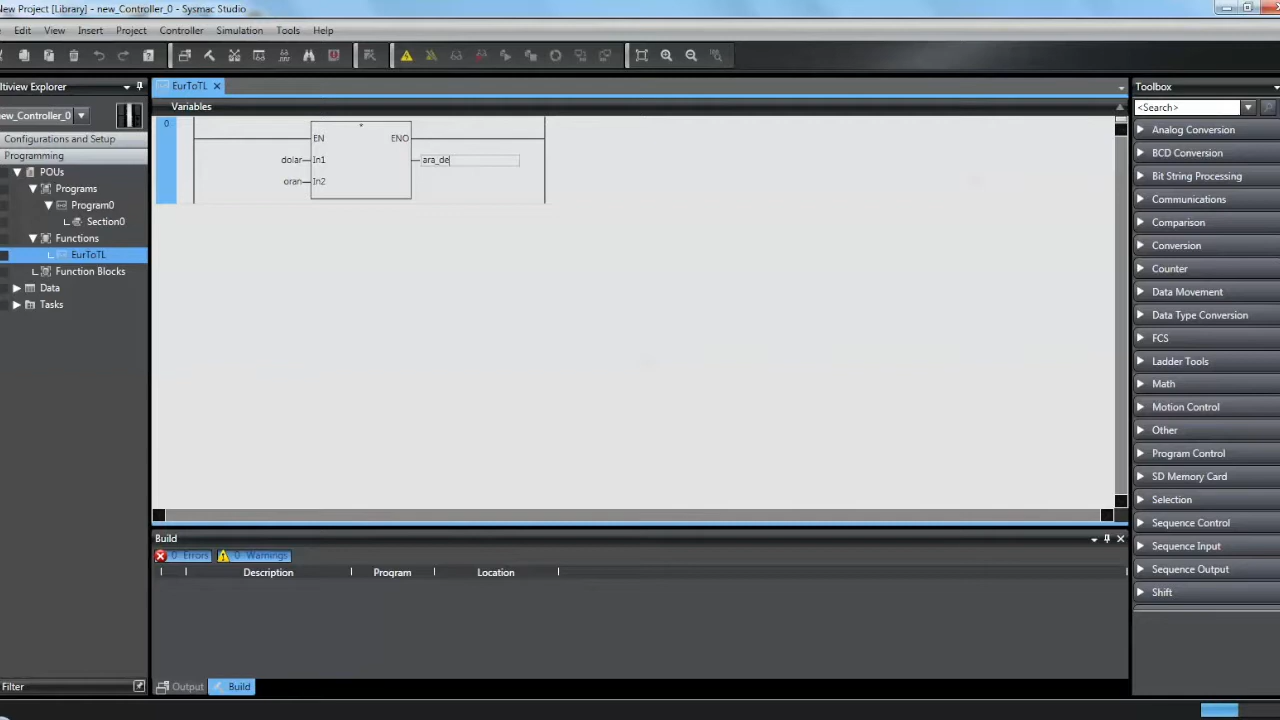 New Project [Library] - new_Controller_0 - Sysmac Studio
Edit View Insert Project Controller Simulation Tools Help
ltiview Explorer
EurToTL
Toolbox
Variables
<Search>
new_Controller_0
Configurations and Setup
Programming
POUs
Programs
Program0
Section0
Functions
EurToTL
Function Blocks
Data
Tasks
0
*
EN ENO
dolar In1 ara_de
oran In2
Analog Conversion
BCD Conversion
Bit String Processing
Communications
Comparison
Conversion
Counter
Data Movement
Data Type Conversion
FCS
Ladder Tools
Math
Motion Control
Other
Program Control
SD Memory Card
Selection
Sequence Control
Sequence Input
Sequence Output
Shift
Build
0 Errors 0 Warnings
Description Program Location
Filter
Output Build